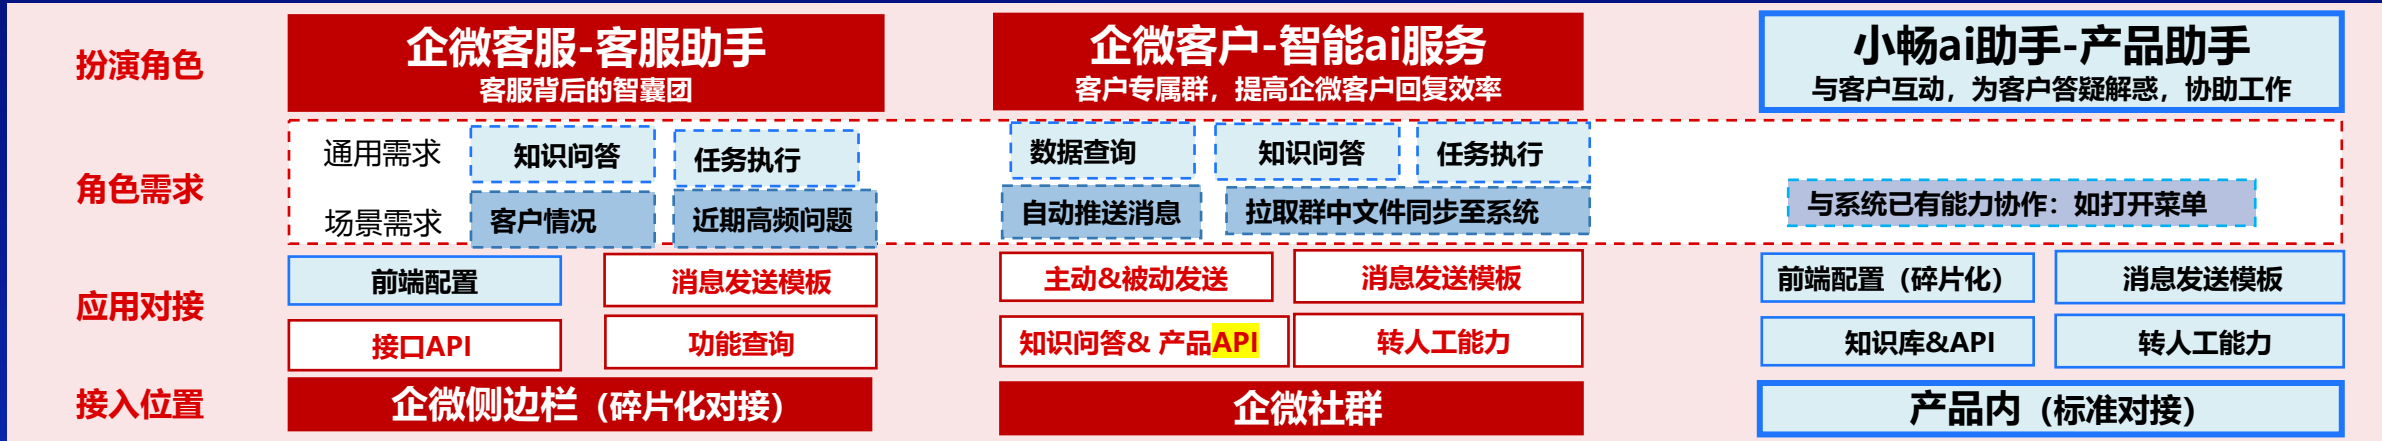 扮演角色
企微客服-客服助手
客服背后的智囊团
企微客户-智能ai服务
客户专属群，提高企微客户回复效率
小畅ai助手-产品助手
与客户互动，为客户答疑解惑，协助工作
角色需求
通用需求
知识问答
任务执行
数据查询
知识问答
任务执行
场景需求
客户情况
近期高频问题
自动推送消息
拉取群中文件同步至系统
与系统已有能力协作：如打开菜单
应用对接
前端配置
消息发送模板
主动&被动发送
消息发送模板
前端配置（碎片化）
消息发送模板
接口API
功能查询
知识问答& 产品API
转人工能力
知识库&API
转人工能力
接入位置
企微侧边栏（碎片化对接）
企微社群
产品内（标准对接）